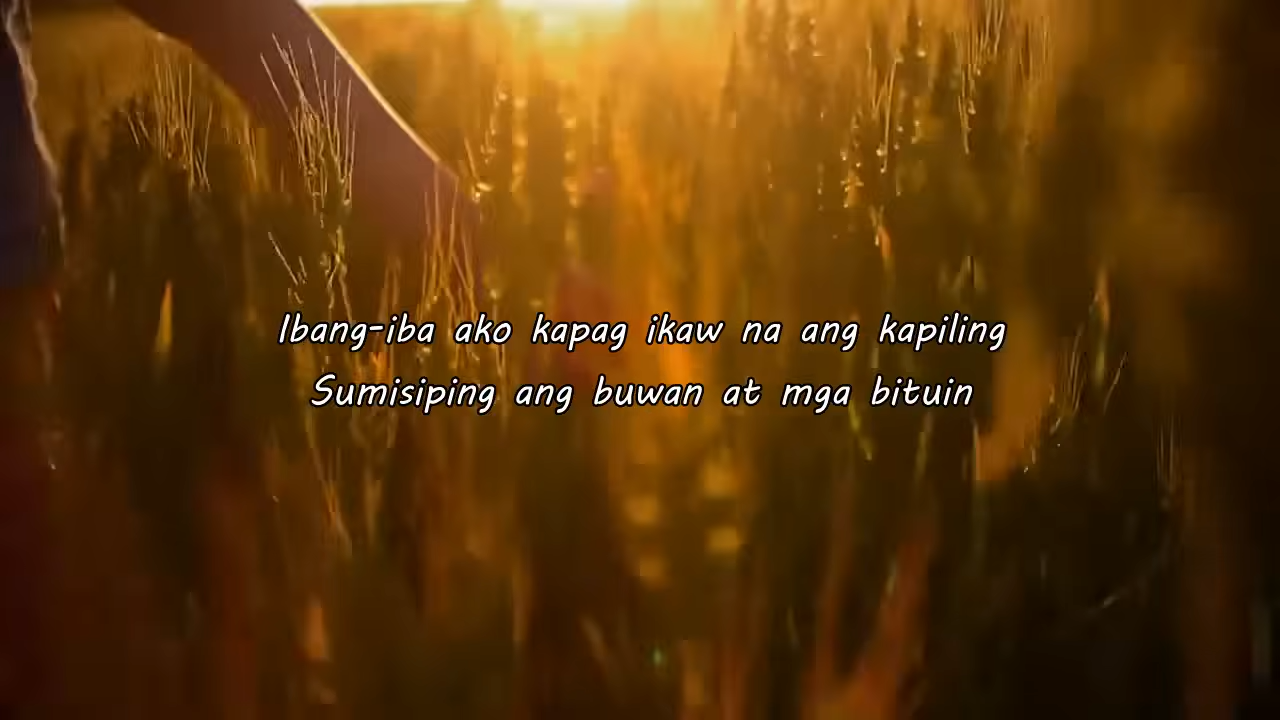 Ibang-iba ako kapag ikaw na ang kapiling
Sumisiping ang buwan at mga bituin